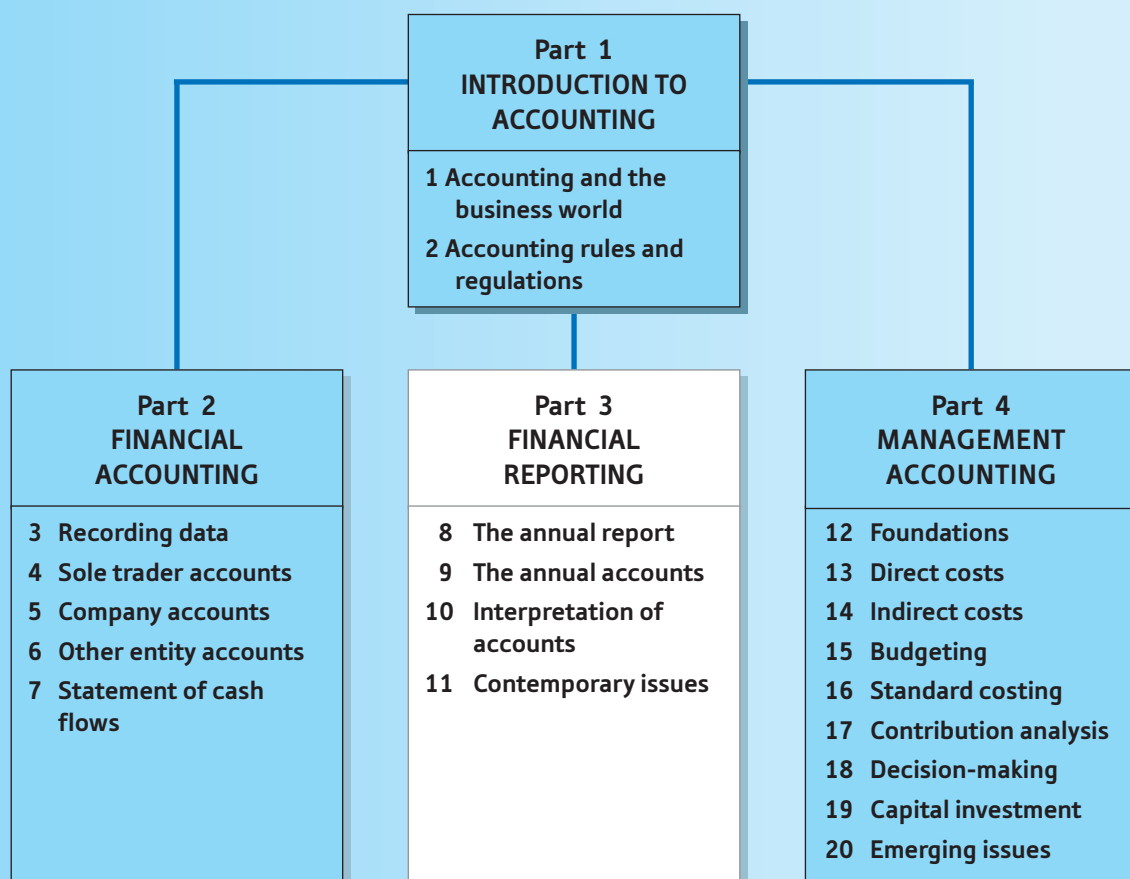 Part 1
INTRODUCTION TO
ACCOUNTING
1 Accounting and the
business world
2 Accounting rules and
regulations
Part 2
FINANCIAL
ACCOUNTING
3 Recording data
4 Sole trader accounts
5 Company accounts
6 Other entity accounts
7 Statement of cash
flows
Part 3
FINANCIAL
REPORTING
8 The annual report
9 The annual accounts
10 Interpretation of
accounts
11 Contemporary issues
Part 4
MANAGEMENT
ACCOUNTING
12 Foundations
13 Direct costs
14 Indirect costs
15 Budgeting
16 Standard costing
17 Contribution analysis
18 Decision-making
19 Capital investment
20 Emerging issues